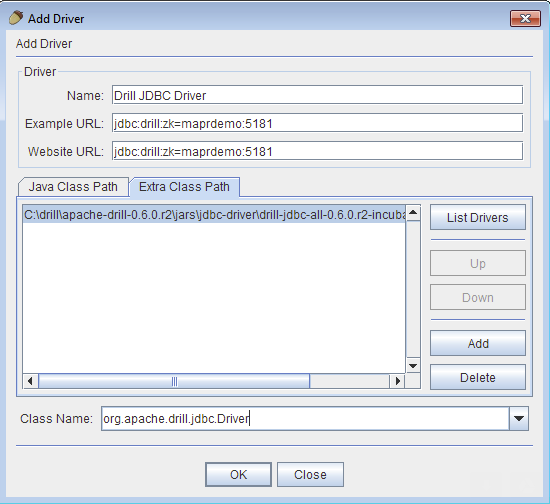 Add Driver
Add Driver
Driver
Name: Drill JDBC Driver
Example URL: jdbc:drill:zk=maprdemo:5181
Website URL: jdbc:drill:zk=maprdemo:5181
Java Class Path Extra Class Path
C:\drill\apache-drill-0.6.0.r2\jars\jdbc-driver\drill-jdbc-all-0.6.0.r2-incuba
List Drivers
Up
Down
Add
Delete
Class Name: org.apache.drill.jdbc.Driver
OK Close